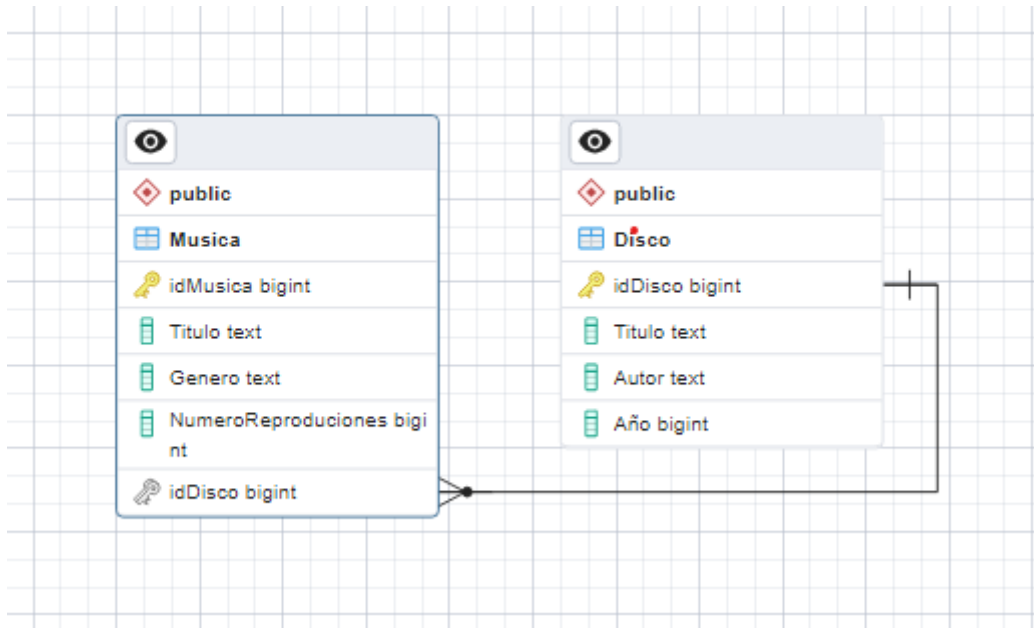 public
Musica
idMusica bigint
Titulo text
Genero text
NumeroReproduciones bigi
nt
idDisco bigint
public
Disco
idDisco bigint
Titulo text
Autor text
Año bigint